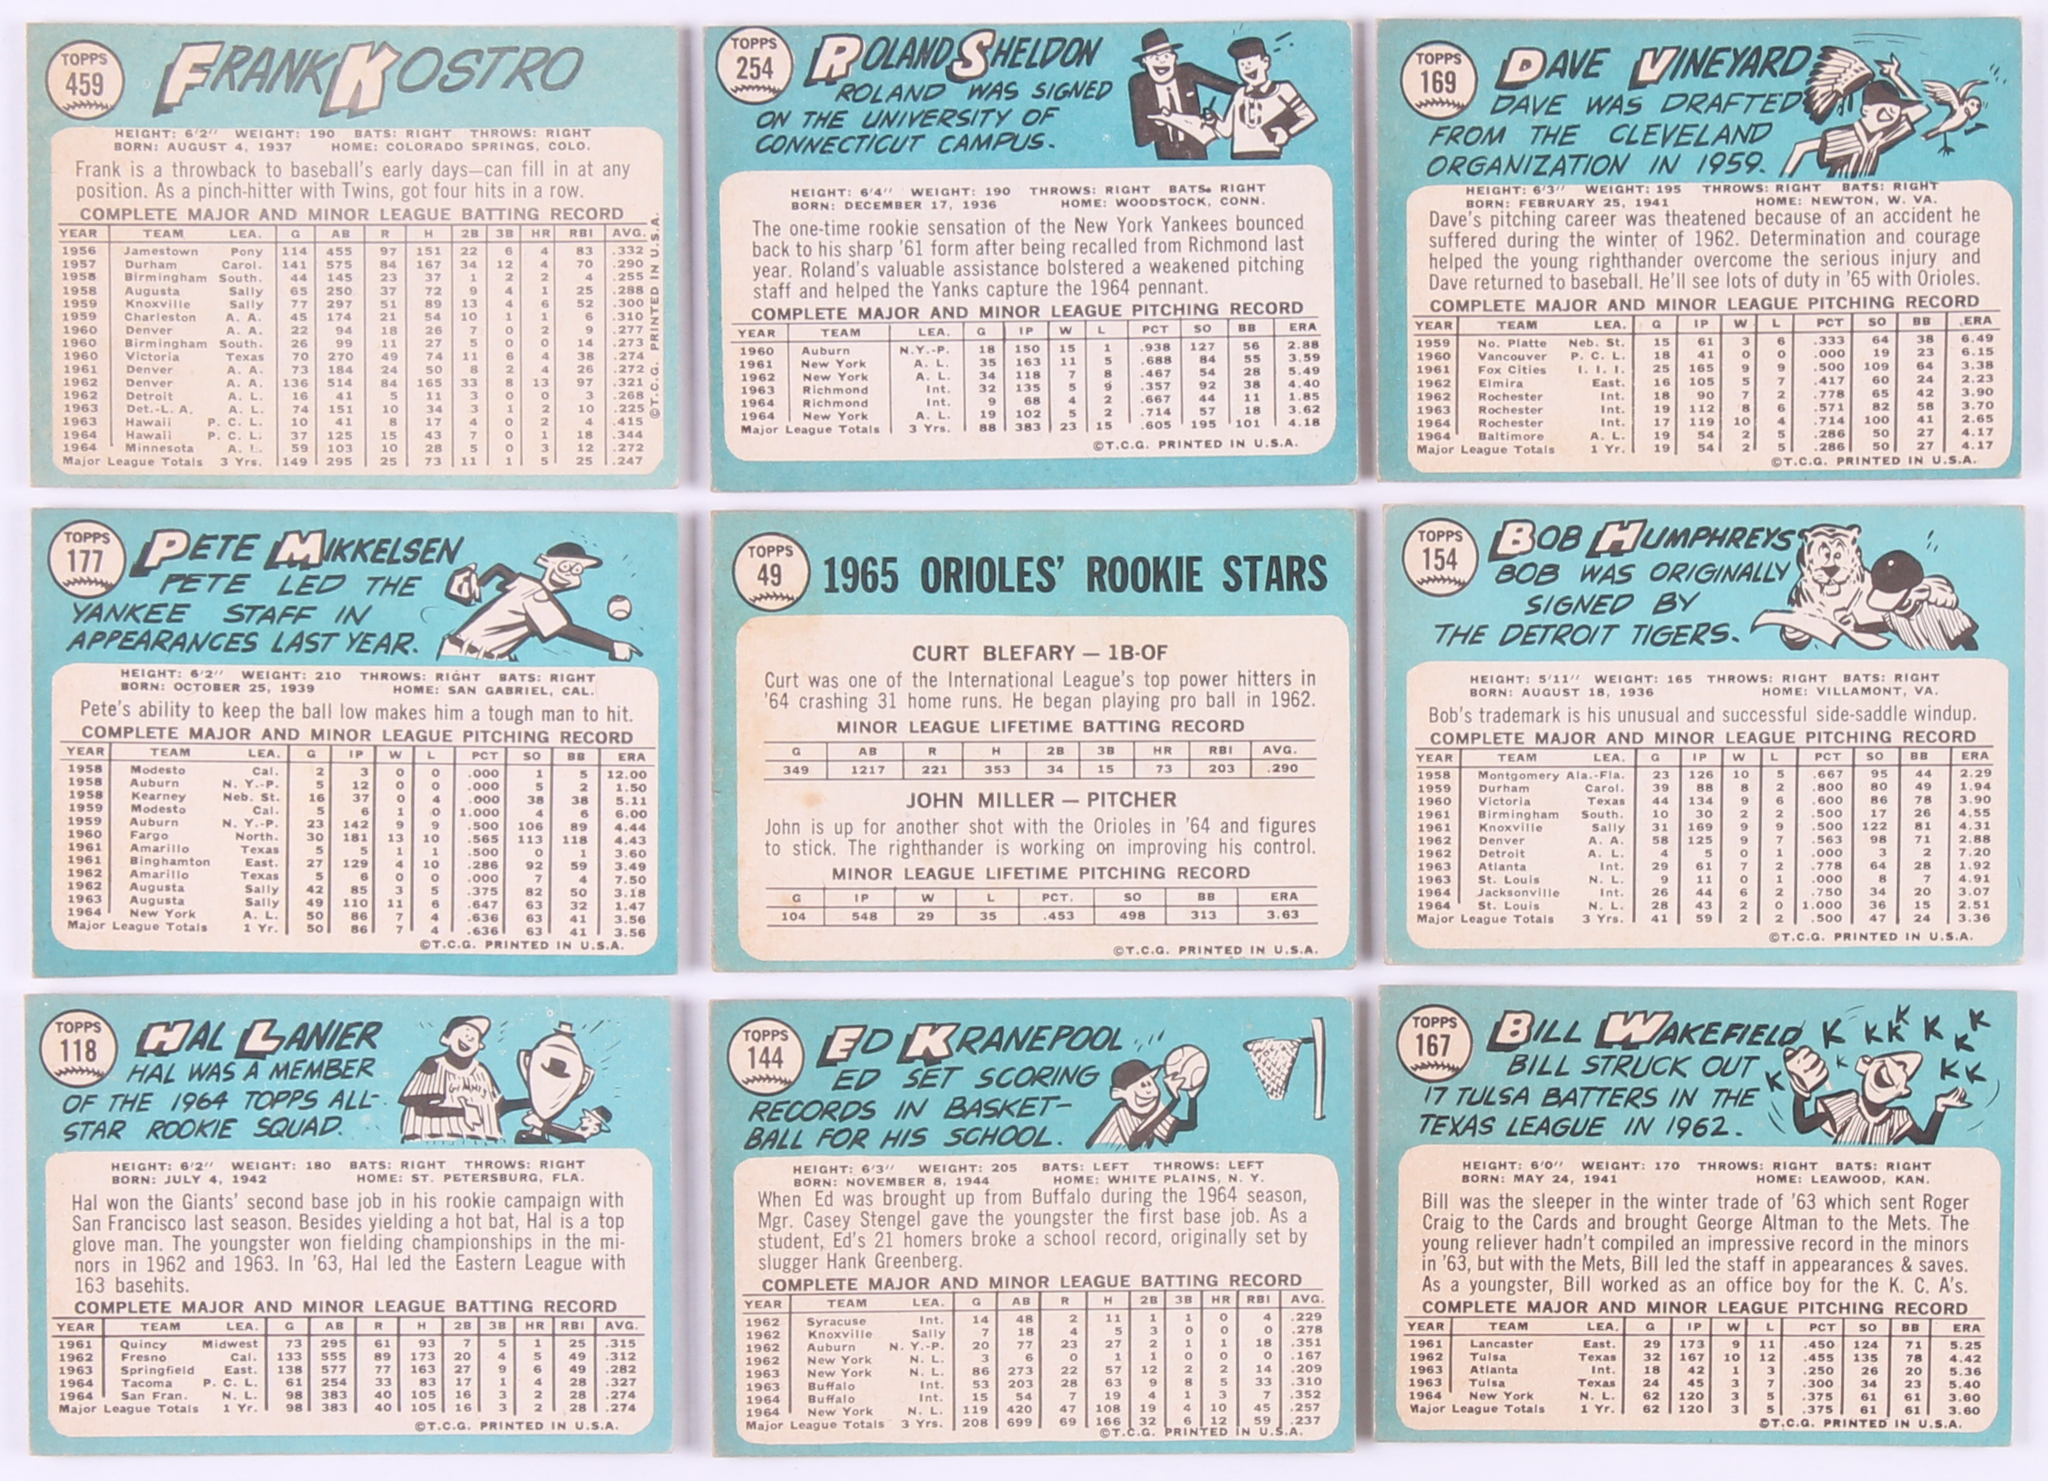 TOPPS
459
FRANK KOSTRO
HEIGHT: 6'2" WEIGHT: 190 BATS: RIGHT THROWS: RIGHT
BORN: AUGUST 4, 1937 HOME: COLORADO SPRINGS, COLO.
Frank is a throwback to baseball's early days—can fill in at any
position. As a pinch-hitter with Twins, got four hits in a row.
COMPLETE MAJOR AND MINOR LEAGUE BATTING RECORD
YEAR TEAM LEA. G AB R H 2B 3B HR RBI AVG.
1956 Jamestown Pony 114 455 97 151 22 6 4 83 .332
1957 Durham Carol. 141 575 84 167 34 12 4 70 .290
1958 Birmingham South. 44 145 23 37 1 2 2 4 .255
1958 Augusta Sally 65 250 37 72 9 4 1 25 .288
1959 Knoxville Sally 77 297 51 89 13 4 6 52 .300
1959 Charleston A. A. 45 174 21 54 10 1 1 6 .310
1960 Denver A. A. 22 94 18 26 7 0 2 9 .277
1960 Birmingham South. 26 99 11 27 5 0 0 14 .273
1960 Victoria Texas 70 270 49 74 11 6 4 38 .274
1961 Denver A. A. 73 184 24 50 8 2 4 26 .272
1962 Denver A. A. 136 514 84 165 33 8 13 97 .321
1962 Detroit A. L. 16 41 5 11 3 0 0 3 .268
1963 Det.-L. A. A. L. 74 151 10 34 3 1 2 10 .225
1963 Hawaii P. C. L. 10 41 8 17 4 0 2 4 .415
1964 Hawaii P. C. L. 37 125 15 43 7 0 1 18 .344
1964 Minnesota A. L. 59 103 10 28 5 0 3 12 .272
Major League Totals 3 Yrs. 149 295 25 73 11 1 5 25 .247
©T.C.G. PRINTED IN U.S.A.
TOPPS
254
ROLAND SHELDON
ROLAND WAS SIGNED
ON THE UNIVERSITY OF
CONNECTICUT CAMPUS.
C
HEIGHT: 6'4" WEIGHT: 190 THROWS: RIGHT BATS: RIGHT
BORN: DECEMBER 17, 1936 HOME: WOODSTOCK, CONN.
The one-time rookie sensation of the New York Yankees bounced
back to his sharp '61 form after being recalled from Richmond last
year. Roland's valuable assistance bolstered a weakened pitching
staff and helped the Yanks capture the 1964 pennant.
COMPLETE MAJOR AND MINOR LEAGUE PITCHING RECORD
YEAR TEAM LEA. G IP W L PCT SO BB ERA
1960 Auburn N.Y.-P. 18 150 15 1 .938 127 56 2.88
1961 New York A. L. 35 163 11 5 .688 84 55 3.59
1962 New York A. L. 34 118 7 8 .467 54 28 5.49
1963 Richmond Int. 32 135 5 9 .357 92 38 4.40
1964 Richmond Int. 9 68 4 2 .667 44 11 1.85
1964 New York A. L. 19 102 5 2 .714 57 18 3.62
Major League Totals 3 Yrs. 88 383 23 15 .605 195 101 4.18
©T.C.G. PRINTED IN U.S.A.
TOPPS
169
DAVE VINEYARD
DAVE WAS DRAFTED
FROM THE CLEVELAND
ORGANIZATION IN 1959.
HEIGHT: 6'3" WEIGHT: 195 THROWS: RIGHT BATS: RIGHT
BORN: FEBRUARY 25, 1941 HOME: NEWTON, W. VA.
Dave's pitching career was theatened because of an accident he
suffered during the winter of 1962. Determination and courage
helped the young righthander overcome the serious injury and
Dave returned to baseball. He'll see lots of duty in '65 with Orioles.
COMPLETE MAJOR AND MINOR LEAGUE PITCHING RECORD
YEAR TEAM LEA. G IP W L PCT SO BB ERA
1959 No. Platte Neb. St. 15 61 3 6 .333 64 38 6.49
1960 Vancouver P. C. L. 18 41 0 0 .000 19 23 6.15
1961 Fox Cities I. I. I. 25 165 9 9 .500 109 64 3.38
1962 Elmira East. 16 105 5 7 .417 60 24 2.23
1962 Rochester Int. 18 90 7 2 .778 65 42 3.90
1963 Rochester Int. 19 112 8 6 .571 82 58 3.70
1964 Rochester Int. 17 119 10 4 .714 100 41 2.65
1964 Baltimore A. L. 19 54 2 5 .286 50 27 4.17
Major League Totals 1 Yr. 19 54 2 5 .286 50 27 4.17
©T.C.G. PRINTED IN U.S.A.
TOPPS
177
PETE MIKKELSEN
PETE LED THE
YANKEE STAFF IN
APPEARANCES LAST YEAR.
HEIGHT: 6'2" WEIGHT: 210 THROWS: RIGHT BATS: RIGHT
BORN: OCTOBER 25, 1939 HOME: SAN GABRIEL, CAL.
Pete's ability to keep the ball low makes him a tough man to hit.
COMPLETE MAJOR AND MINOR LEAGUE PITCHING RECORD
YEAR TEAM LEA. G IP W L PCT SO BB ERA
1958 Modesto Cal. 2 3 0 0 .000 1 5 12.00
1958 Auburn N. Y.-P. 5 12 0 0 .000 5 2 1.50
1958 Kearney Neb. St. 16 37 0 4 .000 38 38 5.11
1959 Modesto Cal. 5 6 1 0 1.000 4 6 6.00
1959 Auburn N. Y.-P. 23 142 9 9 .500 106 89 4.44
1960 Fargo North. 30 181 13 10 .565 113 118 4.43
1961 Amarillo Texas 5 5 1 1 .500 0 1 3.60
1961 Binghamton East. 27 129 4 10 .286 92 59 3.49
1962 Amarillo Texas 5 6 0 0 .000 7 4 7.50
1962 Augusta Sally 42 85 3 5 .375 82 50 3.18
1963 Augusta Sally 49 110 11 6 .647 63 32 1.47
1964 New York A. L. 50 86 7 4 .636 63 41 3.56
Major League Totals 1 Yr. 50 86 7 4 .636 63 41 3.56
©T.C.G. PRINTED IN U.S.A.
TOPPS
49
1965 ORIOLES' ROOKIE STARS
CURT BLEFARY — 1B-OF
Curt was one of the International League's top power hitters in
'64 crashing 31 home runs. He began playing pro ball in 1962.
MINOR LEAGUE LIFETIME BATTING RECORD
G AB R H 2B 3B HR RBI AVG.
349 1217 221 353 34 15 73 203 .290
JOHN MILLER — PITCHER
John is up for another shot with the Orioles in '64 and figures
to stick. The righthander is working on improving his control.
MINOR LEAGUE LIFETIME PITCHING RECORD
G IP W L PCT. SO BB ERA
104 548 29 35 .453 498 313 3.63
©T.C.G. PRINTED IN U.S.A.
TOPPS
154
BOB HUMPHREYS
BOB WAS ORIGINALLY
SIGNED BY
THE DETROIT TIGERS.
HEIGHT: 5'11" WEIGHT: 165 THROWS: RIGHT BATS: RIGHT
BORN: AUGUST 18, 1936 HOME: VILLAMONT, VA.
Bob's trademark is his unusual and successful side-saddle windup.
COMPLETE MAJOR AND MINOR LEAGUE PITCHING RECORD
YEAR TEAM LEA. G IP W L PCT SO BB ERA
1958 Montgomery Ala.-Fla. 23 126 10 5 .667 95 44 2.29
1959 Durham Carol. 39 88 8 2 .800 80 49 1.94
1960 Victoria Texas 44 134 9 6 .600 86 78 3.90
1961 Birmingham South. 10 30 2 2 .500 17 26 4.55
1961 Knoxville Sally 31 169 9 9 .500 122 81 4.31
1962 Denver A. A. 58 125 9 7 .563 98 71 2.88
1962 Detroit A. L. 4 5 0 1 .000 3 2 7.20
1963 Atlanta Int. 29 61 7 2 .778 64 28 1.92
1963 St. Louis N. L. 9 11 0 1 .000 8 7 4.91
1964 Jacksonville Int. 26 44 6 2 .750 34 20 3.07
1964 St. Louis N. L. 28 43 2 0 1.000 36 15 2.51
Major League Totals 3 Yrs. 41 59 2 2 .500 47 24 3.36
©T.C.G. PRINTED IN U.S.A.
TOPPS
118
HAL LANIER
HAL WAS A MEMBER
OF THE 1964 TOPPS ALL-
STAR ROOKIE SQUAD.
HEIGHT: 6'2" WEIGHT: 180 BATS: RIGHT THROWS: RIGHT
BORN: JULY 4, 1942 HOME: ST. PETERSBURG, FLA.
Hal won the Giants' second base job in his rookie campaign with
San Francisco last season. Besides yielding a hot bat, Hal is a top
glove man. The youngster won fielding championships in the mi-
nors in 1962 and 1963. In '63, Hal led the Eastern League with
163 basehits.
COMPLETE MAJOR AND MINOR LEAGUE BATTING RECORD
YEAR TEAM LEA. G AB R H 2B 3B HR RBI AVG.
1961 Quincy Midwest 73 295 61 93 7 5 1 25 .315
1962 Fresno Cal. 133 555 89 173 20 4 5 49 .312
1963 Springfield East. 138 577 77 163 27 9 6 49 .282
1964 Tacoma P. C. L. 61 254 33 83 17 1 4 28 .327
1964 San Fran. N. L. 98 383 40 105 16 3 2 28 .274
Major League Totals 1 Yr. 98 383 40 105 16 3 2 28 .274
©T.C.G. PRINTED IN U.S.A.
TOPPS
144
ED KRANEPOOL
ED SET SCORING
RECORDS IN BASKET-
BALL FOR HIS SCHOOL.
HEIGHT: 6'3" WEIGHT: 205 BATS: LEFT THROWS: LEFT
BORN: NOVEMBER 8, 1944 HOME: WHITE PLAINS, N. Y.
When Ed was brought up from Buffalo during the 1964 season,
Mgr. Casey Stengel gave the youngster the first base job. As a
student, Ed's 21 homers broke a school record, originally set by
slugger Hank Greenberg.
COMPLETE MAJOR AND MINOR LEAGUE BATTING RECORD
YEAR TEAM LEA. G AB R H 2B 3B HR RBI AVG.
1962 Syracuse Int. 14 48 2 11 1 1 0 4 .229
1962 Knoxville Sally 7 18 4 5 3 0 0 0 .278
1962 Auburn N. Y.-P. 20 77 23 27 2 1 1 18 .351
1962 New York N. L. 3 6 0 1 1 0 0 0 .167
1963 New York N. L. 86 273 22 57 12 2 2 14 .209
1963 Buffalo Int. 53 203 28 63 9 8 5 33 .310
1964 Buffalo Int. 15 54 7 19 4 1 3 7 .352
1964 New York N. L. 119 420 47 108 19 4 10 45 .257
Major League Totals 3 Yrs. 208 699 69 166 32 6 12 59 .237
©T.C.G. PRINTED IN U.S.A.
TOPPS
167
BILL WAKEFIELD
BILL STRUCK OUT
17 TULSA BATTERS IN THE
TEXAS LEAGUE IN 1962.
K K K K K K K K K K
HEIGHT: 6'0" WEIGHT: 170 THROWS: RIGHT BATS: RIGHT
BORN: MAY 24, 1941 HOME: LEAWOOD, KAN.
Bill was the sleeper in the winter trade of '63 which sent Roger
Craig to the Cards and brought George Altman to the Mets. The
young reliever hadn't compiled an impressive record in the minors
in '63, but with the Mets, Bill led the staff in appearances & saves.
As a youngster, Bill worked as an office boy for the K. C. A's.
COMPLETE MAJOR AND MINOR LEAGUE PITCHING RECORD
YEAR TEAM LEA. G IP W L PCT SO BB ERA
1961 Lancaster East. 29 173 9 11 .450 124 71 5.25
1962 Tulsa Texas 32 167 10 12 .455 135 78 4.42
1963 Atlanta Int. 18 42 1 3 .250 26 20 5.36
1963 Tulsa Texas 24 45 3 7 .300 34 23 5.40
1964 New York N. L. 62 120 3 5 .375 61 61 3.60
Major League Totals 1 Yr. 62 120 3 5 .375 61 61 3.60
©T.C.G. PRINTED IN U.S.A.